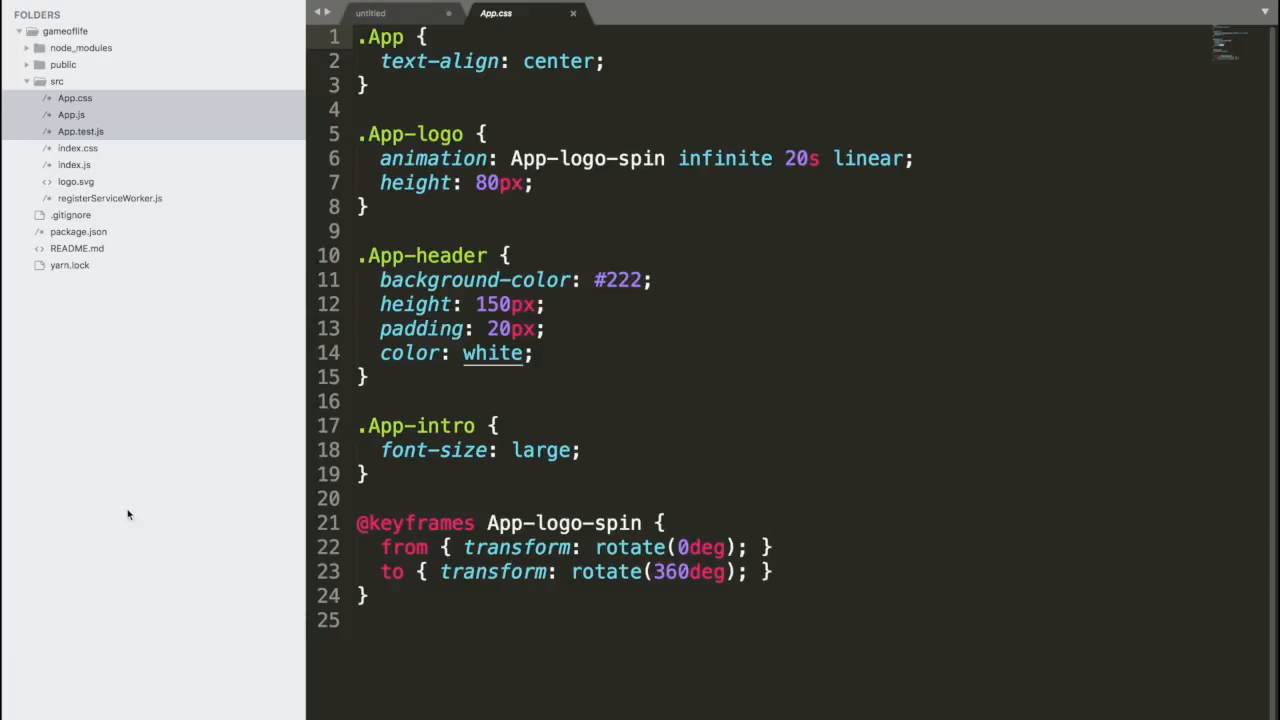 FOLDERS
gameoflife
node_modules
public
src
/* App.css
/* App.js
/* App.test.js
/* index.css
/* index.js
<> logo.svg
/* registerServiceWorker.js
.gitignore
/* package.json
<> README.md
yarn.lock
untitled
App.css
1 .App {
2 text-align: center;
3 }
4
5 .App-logo {
6 animation: App-logo-spin infinite 20s linear;
7 height: 80px;
8 }
9
10 .App-header {
11 background-color: #222;
12 height: 150px;
13 padding: 20px;
14 color: white;
15 }
16
17 .App-intro {
18 font-size: large;
19 }
20
21 @keyframes App-logo-spin {
22 from { transform: rotate(0deg); }
23 to { transform: rotate(360deg); }
24 }
25